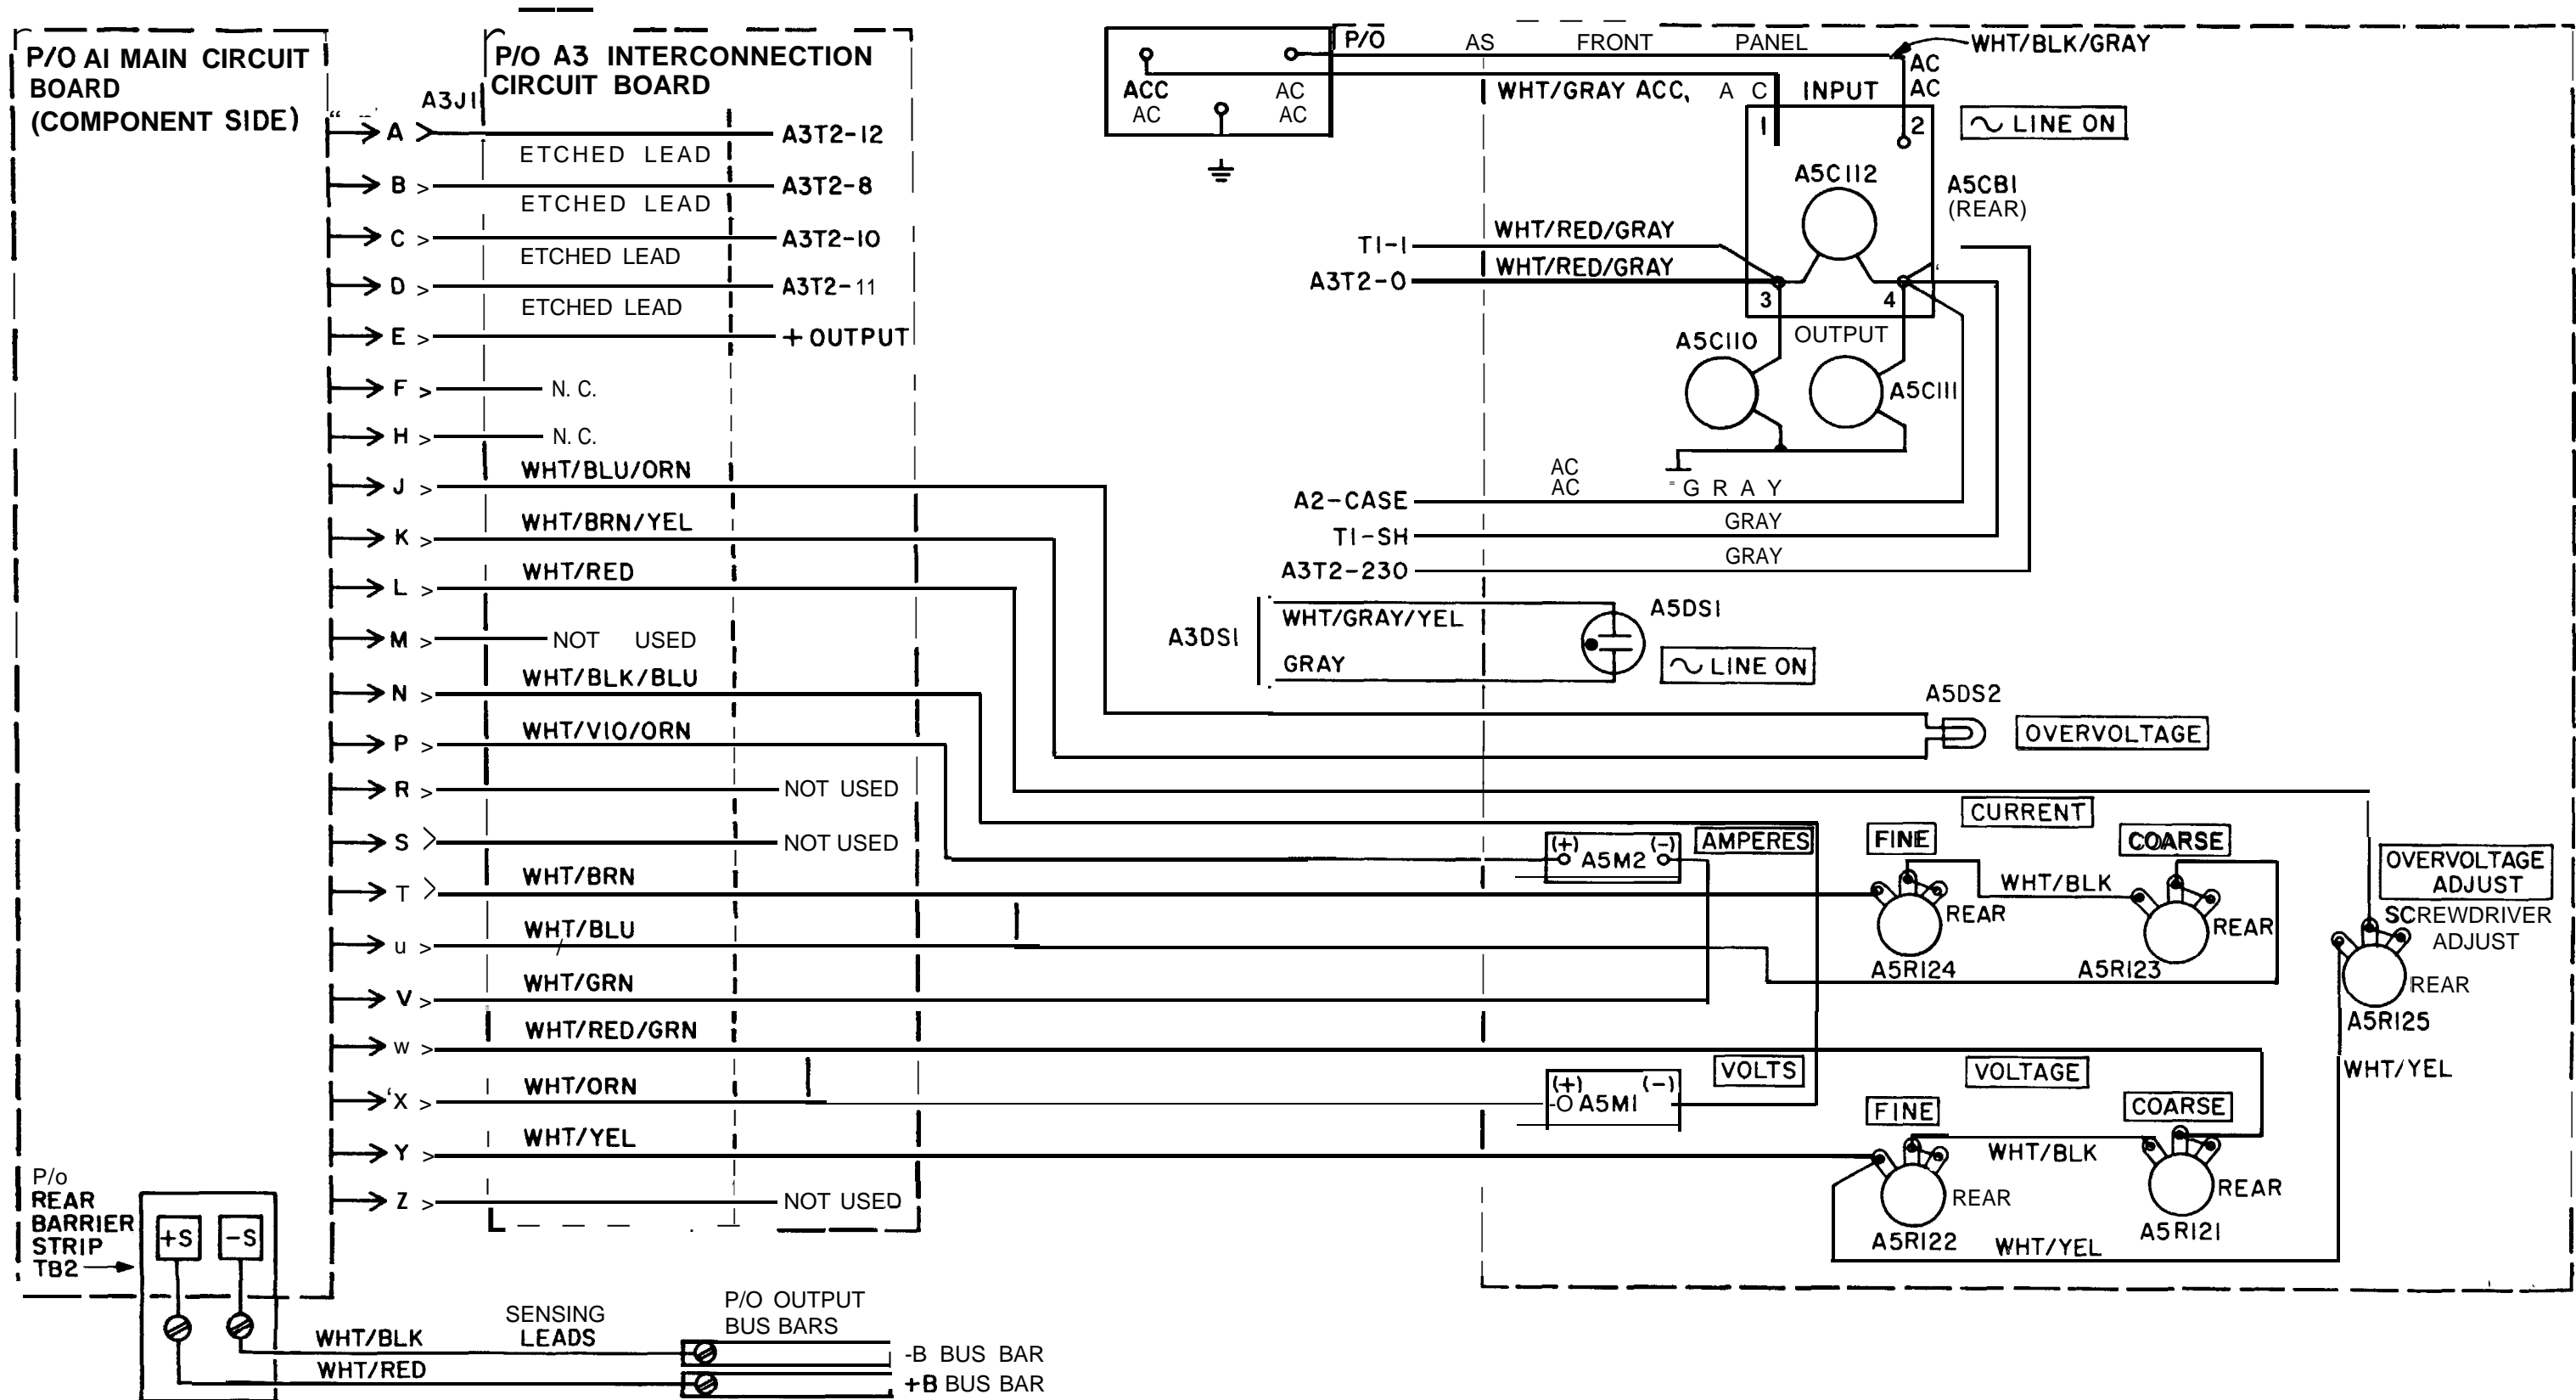 P/O A1 MAIN CIRCUIT
BOARD
(COMPONENT SIDE)
P/O A3 INTERCONNECTION
CIRCUIT BOARD
A3J1
A > A3T2-12
ETCHED LEAD
B > A3T2-8
ETCHED LEAD
C > A3T2-10
ETCHED LEAD
D > A3T2-11
ETCHED LEAD
E > + OUTPUT
F > N. C.
H > N. C.
J > WHT/BLU/ORN
K > WHT/BRN/YEL
L > WHT/RED
M > NOT USED
N > WHT/BLK/BLU
P > WHT/VIO/ORN
R > NOT USED
S > NOT USED
T > WHT/BRN
u > WHT/BLU
V > WHT/GRN
w > WHT/RED/GRN
X > WHT/ORN
Y > WHT/YEL
Z > NOT USED
P/o
REAR
BARRIER
STRIP
TB2
+S -S
SENSING
LEADS
WHT/BLK
WHT/RED
P/O OUTPUT
BUS BARS
-B BUS BAR
+B BUS BAR
ACC
AC
AC
AC
P/O AS FRONT PANEL
WHT/BLK/GRAY
AC
AC
WHT/GRAY ACC, A C
INPUT
1 2
~ LINE ON
A5C112
A5CB1
(REAR)
T1-1 WHT/RED/GRAY
A3T2-0 WHT/RED/GRAY
3 4
OUTPUT
A5C110
A5C111
AC
AC
A2-CASE GRAY
T1-SH GRAY
A3T2-230 GRAY
A3DS1
WHT/GRAY/YEL
GRAY
A5DS1
~ LINE ON
A5DS2
OVERVOLTAGE
CURRENT
(+) A5M2 (-)
AMPERES
FINE
COARSE
WHT/BLK
REAR
REAR
A5R124
A5R123
OVERVOLTAGE
ADJUST
SCREWDRIVER
ADJUST
REAR
A5R125
WHT/YEL
(+) (-)
-O A5M1
VOLTS
VOLTAGE
FINE
COARSE
WHT/BLK
REAR
REAR
A5R122
A5R121
WHT/YEL